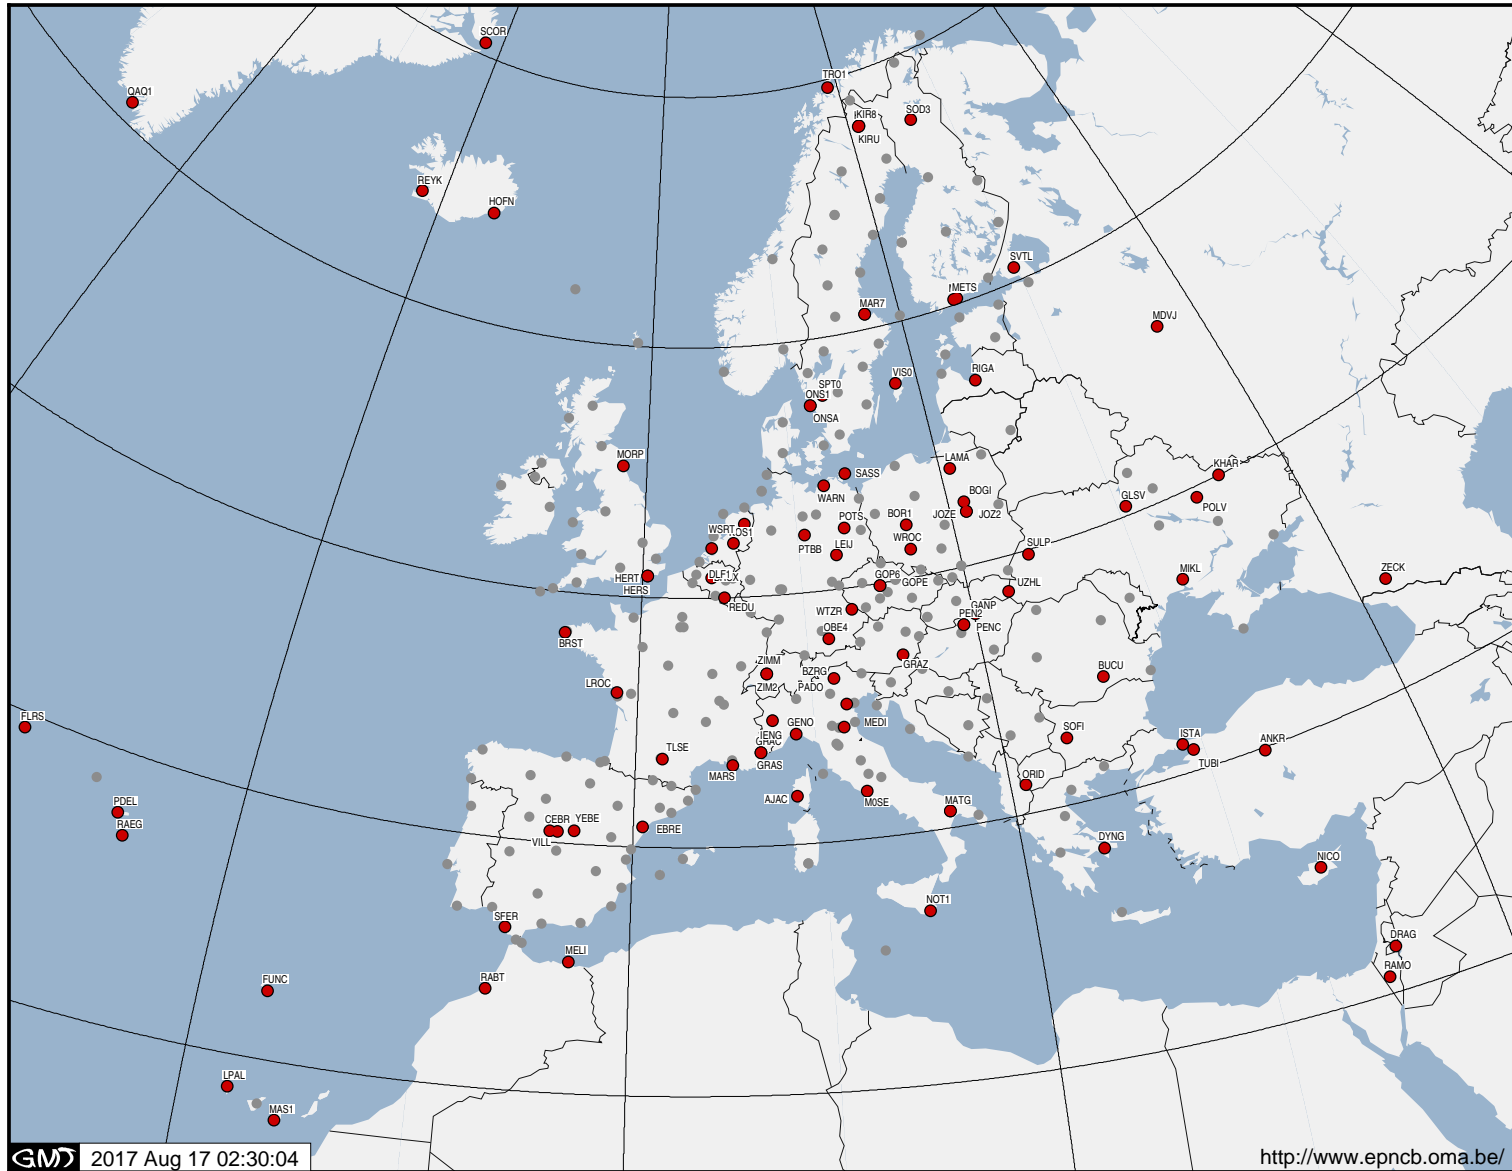 SCOR
QAQ1
TRO1
KIR8
SOD3
KIRU
REYK
HOFN
SVTL
METS
MAR7
MDVJ
RIGA
VIS0
SPT0
ONS1
ONSA
MORP
LAMA
SASS
KHAR
WARN
BOGI
GLSV
POLV
POTS
BOR1
JOZE
JOZ2
WSRT
PTBB
LEIJ
WROC
SULP
HERT
HERS
DLF1
GOP6
GOPE
UZHL
MIKL
ZECK
REDU
WTZR
GANP
PEN2
PENC
OBE4
BRST
GRAZ
ZIMM
ZIM2
BZRG
PADO
BUCU
LROC
FLRS
GENO
MEDI
IENG
GRAC
GRAS
SOFI
ISTA
TUBI
ANKR
TLSE
MARS
ORID
AJAC
M0SE
MATG
PDEL
RAEG
CEBR
YEBE
VILL
EBRE
DYNG
NICO
NOT1
SFER
MELI
DRAG
RAMO
RABT
FUNC
LPAL
MAS1
GMT
2017 Aug 17 02:30:04
http://www.epncb.oma.be/